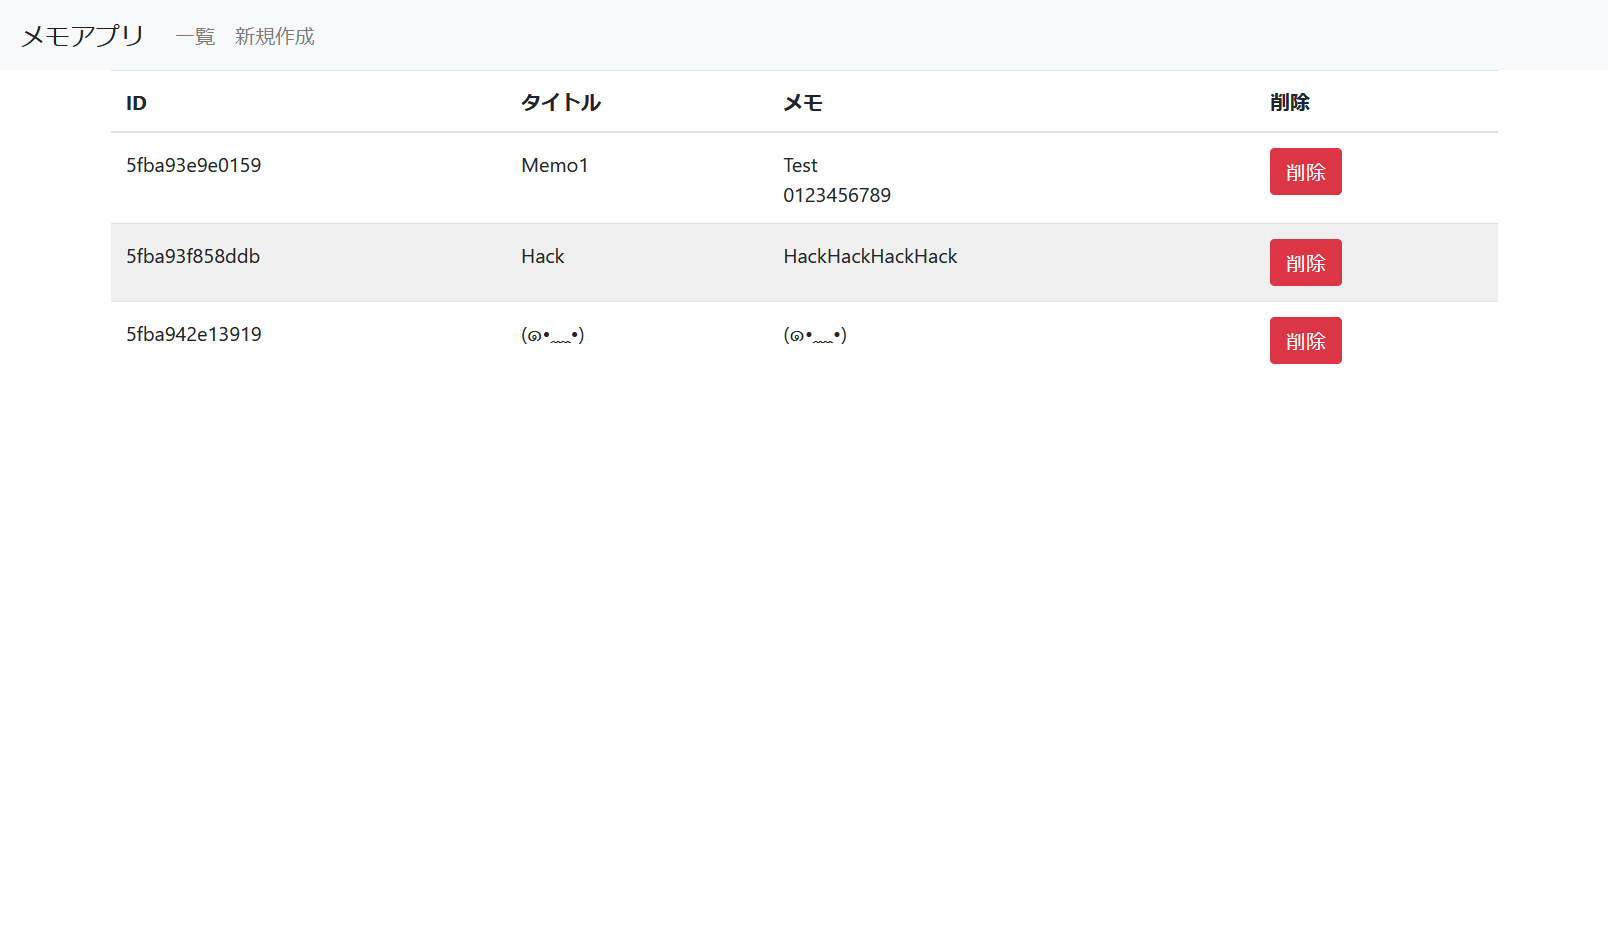 メモアプリ 一覧 新規作成
ID タイトル メモ 削除
5fba93e9e0159 Memo1 Test 削除
0123456789
5fba93f858ddb Hack HackHackHackHack 削除
5fba942e13919 (๑•﹏•) (๑•﹏•) 削除